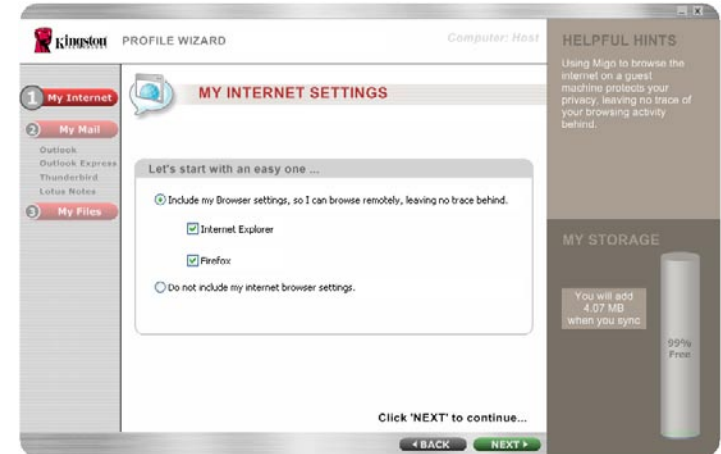 Kingston
TECHNOLOGY
PROFILE WIZARD
Computer: Host
1 My Internet
2 My Mail
Outlook
Outlook Express
Thunderbird
Lotus Notes
3 My Files
MY INTERNET SETTINGS
Let's start with an easy one ...
Include my Browser settings, so I can browse remotely, leaving no trace behind.
Internet Explorer
Firefox
Do not include my internet browser settings.
Click 'NEXT' to continue...
BACK
NEXT
HELPFUL HINTS
Using Migo to browse the
internet on a guest
machine protects your
privacy, leaving no trace of
your browsing activity
behind.
MY STORAGE
You will add
4.07 MB
when you sync
99%
Free